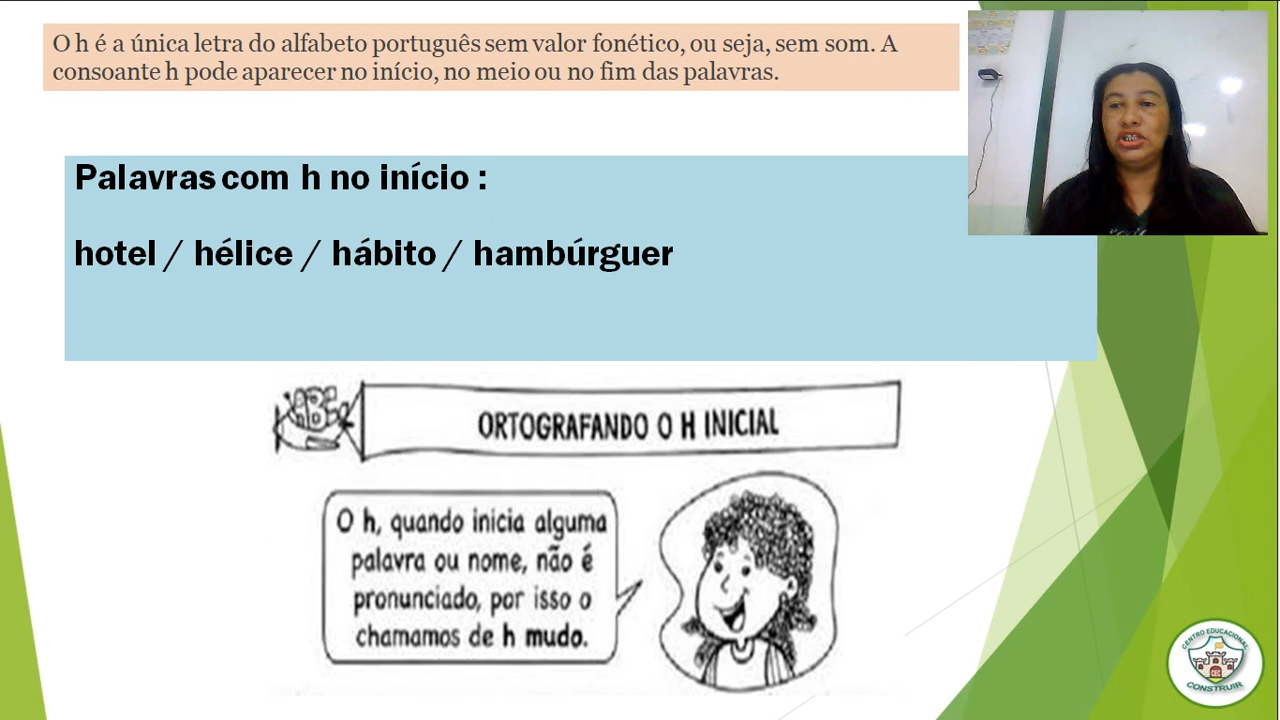 O h é a única letra do alfabeto português sem valor fonético, ou seja, sem som. A
consoante h pode aparecer no início, no meio ou no fim das palavras.
Palavras com h no início :
hotel / hélice / hábito / hambúrguer
ORTOGRAFANDO O H INICIAL
O h, quando inicia alguma
palavra ou nome, não é
pronunciado, por isso o
chamamos de h mudo.
CENTRO EDUCACIONAL
CEC
CONSTRUIR